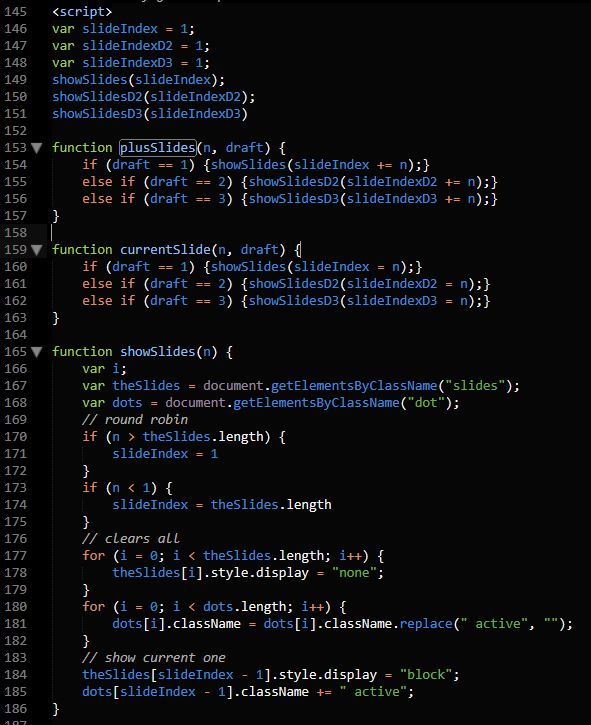 145 <script>
146 var slideIndex = 1;
147 var slideIndexD2 = 1;
148 var slideIndexD3 = 1;
149 showSlides(slideIndex);
150 showSlidesD2(slideIndexD2);
151 showSlidesD3(slideIndexD3)
152
153 function plusSlides(n, draft) {
154     if (draft == 1) {showSlides(slideIndex += n);}
155     else if (draft == 2) {showSlidesD2(slideIndexD2 += n);}
156     else if (draft == 3) {showSlidesD3(slideIndexD3 += n);}
157 }
158
159 function currentSlide(n, draft) {
160     if (draft == 1) {showSlides(slideIndex = n);}
161     else if (draft == 2) {showSlidesD2(slideIndexD2 = n);}
162     else if (draft == 3) {showSlidesD3(slideIndexD3 = n);}
163 }
164
165 function showSlides(n) {
166     var i;
167     var theSlides = document.getElementsByClassName("slides");
168     var dots = document.getElementsByClassName("dot");
169     // round robin
170     if (n > theSlides.length) {
171         slideIndex = 1
172     }
173     if (n < 1) {
174         slideIndex = theSlides.length
175     }
176     // clears all
177     for (i = 0; i < theSlides.length; i++) {
178         theSlides[i].style.display = "none";
179     }
180     for (i = 0; i < dots.length; i++) {
181         dots[i].className = dots[i].className.replace(" active", "");
182     }
183     // show current one
184     theSlides[slideIndex - 1].style.display = "block";
185     dots[slideIndex - 1].className += " active";
186 }